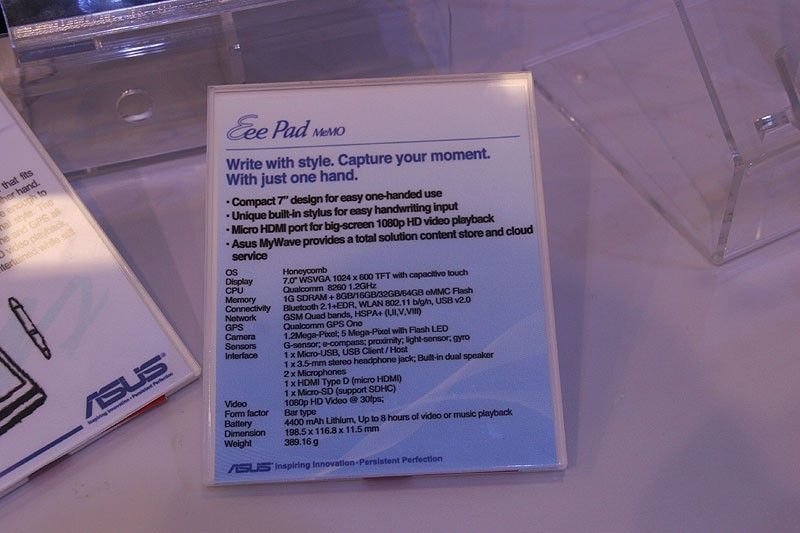 Eee Pad MeMO
Write with style. Capture your moment.
With just one hand.
· Compact 7" design for easy one-handed use
· Unique built-in stylus for easy handwriting input
· Micro HDMI port for big-screen 1080p HD video playback
· Asus MyWave provides a total solution content store and cloud
service
OS Honeycomb
Display 7.0" WSVGA 1024 x 600 TFT with capacitive touch
CPU Qualcomm 8260 1.2GHz
Memory 1G SDRAM + 8GB/16GB/32GB/64GB eMMC Flash
Connectivity Bluetooth 2.1+EDR, WLAN 802.11 b/g/n, USB v2.0
Network GSM Quad bands, HSPA+ (I,II,V,VIII)
GPS Qualcomm GPS One
Camera 1.2Mega-Pixel; 5 Mega-Pixel with Flash LED
Sensors G-sensor; e-compass; proximity; light-sensor; gyro
Interface 1 x Micro-USB, USB Client / Host
1 x 3.5-mm stereo headphone jack; Built-in dual speaker
2 x Microphones
1 x HDMI Type D (micro HDMI)
1 x Micro-SD (support SDHC)
Video 1080p HD Video @ 30fps;
Form factor Bar type
Battery 4400 mAh Lithium, Up to 8 hours of video or music playback
Dimension 198.5 x 116.8 x 11.5 mm
Weight 389.16 g
ASUS Inspiring Innovation · Persistent Perfection
that fits
hand.
to
playback
ASUS
Inspiring Innovation · Persistent Perfection